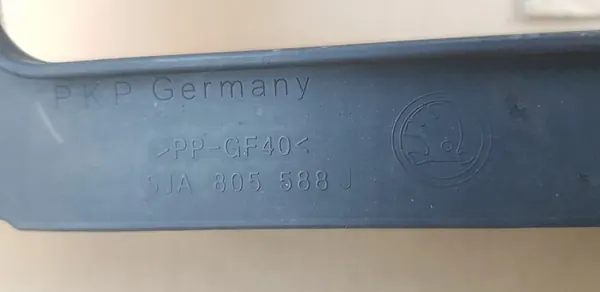 PKP Germany
>PP-GF40<
5JA 805 588 J